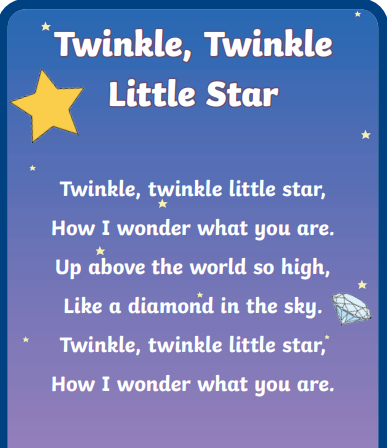 Twinkle, Twinkle
Little Star
Twinkle, twinkle little star,
How I wonder what you are.
Up above the world so high,
Like a diamond in the sky.
Twinkle, twinkle little star,
How I wonder what you are.